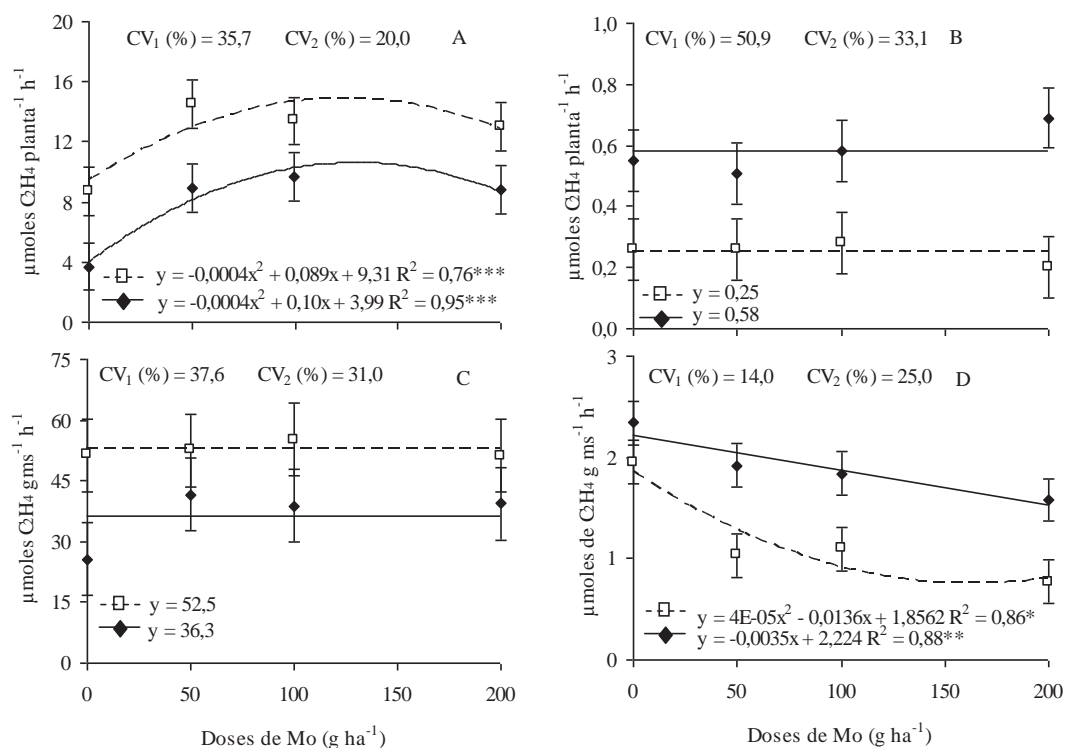 CV₁ (%) = 35,7 CV₂ (%) = 20,0 A
µmoles C2H4 planta⁻¹ h⁻¹
20
16
12
8
4
0
y = -0,0004x² + 0,089x + 9,31 R² = 0,76***
y = -0,0004x² + 0,10x + 3,99 R² = 0,95***
CV₁ (%) = 50,9 CV₂ (%) = 33,1 B
µmoles C2H4 planta⁻¹ h⁻¹
1,0
0,8
0,6
0,4
0,2
0,0
y = 0,25
y = 0,58
CV₁ (%) = 37,6 CV₂ (%) = 31,0 C
µmoles C2H4 gms⁻¹ h⁻¹
75
60
45
30
15
0
y = 52,5
y = 36,3
0 50 100 150 200
Doses de Mo (g ha⁻¹)
CV₁ (%) = 14,0 CV₂ (%) = 25,0 D
µmoles de C2H4 g ms⁻¹ h⁻¹
3
2
1
0
y = 4E-05x² - 0,0136x + 1,8562 R² = 0,86*
y = -0,0035x + 2,224 R² = 0,88**
0 50 100 150 200
Doses de Mo (g ha⁻¹)